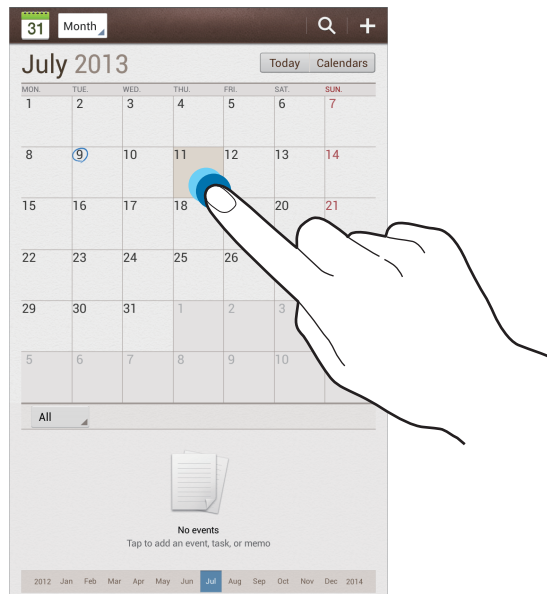 31 Month
July 2013 Today Calendars
MON. TUE. WED. THU. FRI. SAT. SUN.
1 2 3 4 5 6 7
8 9 10 11 12 13 14
15 16 17 18 20 21
22 23 24 25 26
29 30 31 1 2 3
5 6 7 8 9 10
All
No events
Tap to add an event, task, or memo
2012 Jan Feb Mar Apr May Jun Jul Aug Sep Oct Nov Dec 2014